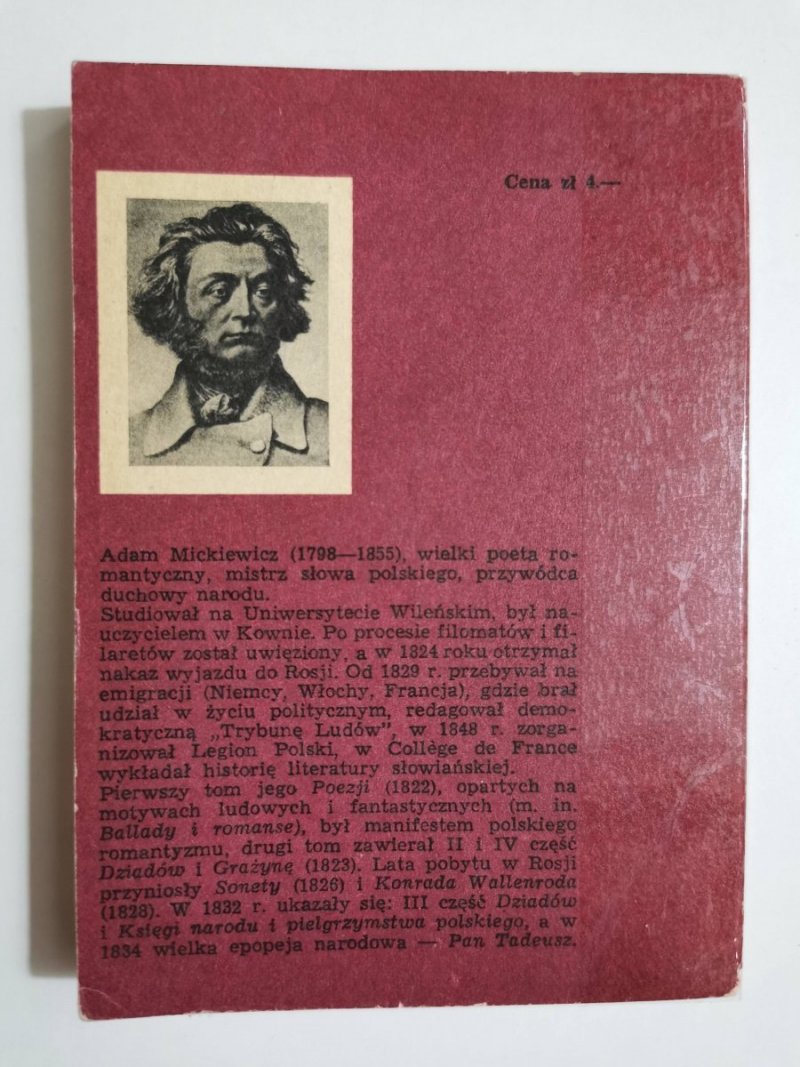 Cena zł 4.—
Adam Mickiewicz (1798—1855), wielki poeta ro-
mantyczny, mistrz słowa polskiego, przywódca
duchowy narodu.
Studiował na Uniwersytecie Wileńskim, był na-
uczycielem w Kownie. Po procesie filomatów i fi-
laretów został uwięziony, a w 1824 roku otrzymał
nakaz wyjazdu do Rosji. Od 1829 r. przebywał na
emigracji (Niemcy, Włochy, Francja), gdzie brał
udział w życiu politycznym, redagował demo-
kratyczną „Trybunę Ludów”, w 1848 r. zorga-
nizował Legion Polski, w Collège de France
wykładał historię literatury słowiańskiej.
Pierwszy tom jego Poezji (1822), opartych na
motywach ludowych i fantastycznych (m. in.
Ballady i romanse), był manifestem polskiego
romantyzmu, drugi tom zawierał II i IV część
Dziadów i Grażynę (1823). Lata pobytu w Rosji
przyniosły Sonety (1826) i Konrada Wallenroda
(1828). W 1832 r. ukazały się: III część Dziadów
i Księgi narodu i pielgrzymstwa polskiego, a w
1834 wielka epopeja narodowa — Pan Tadeusz.